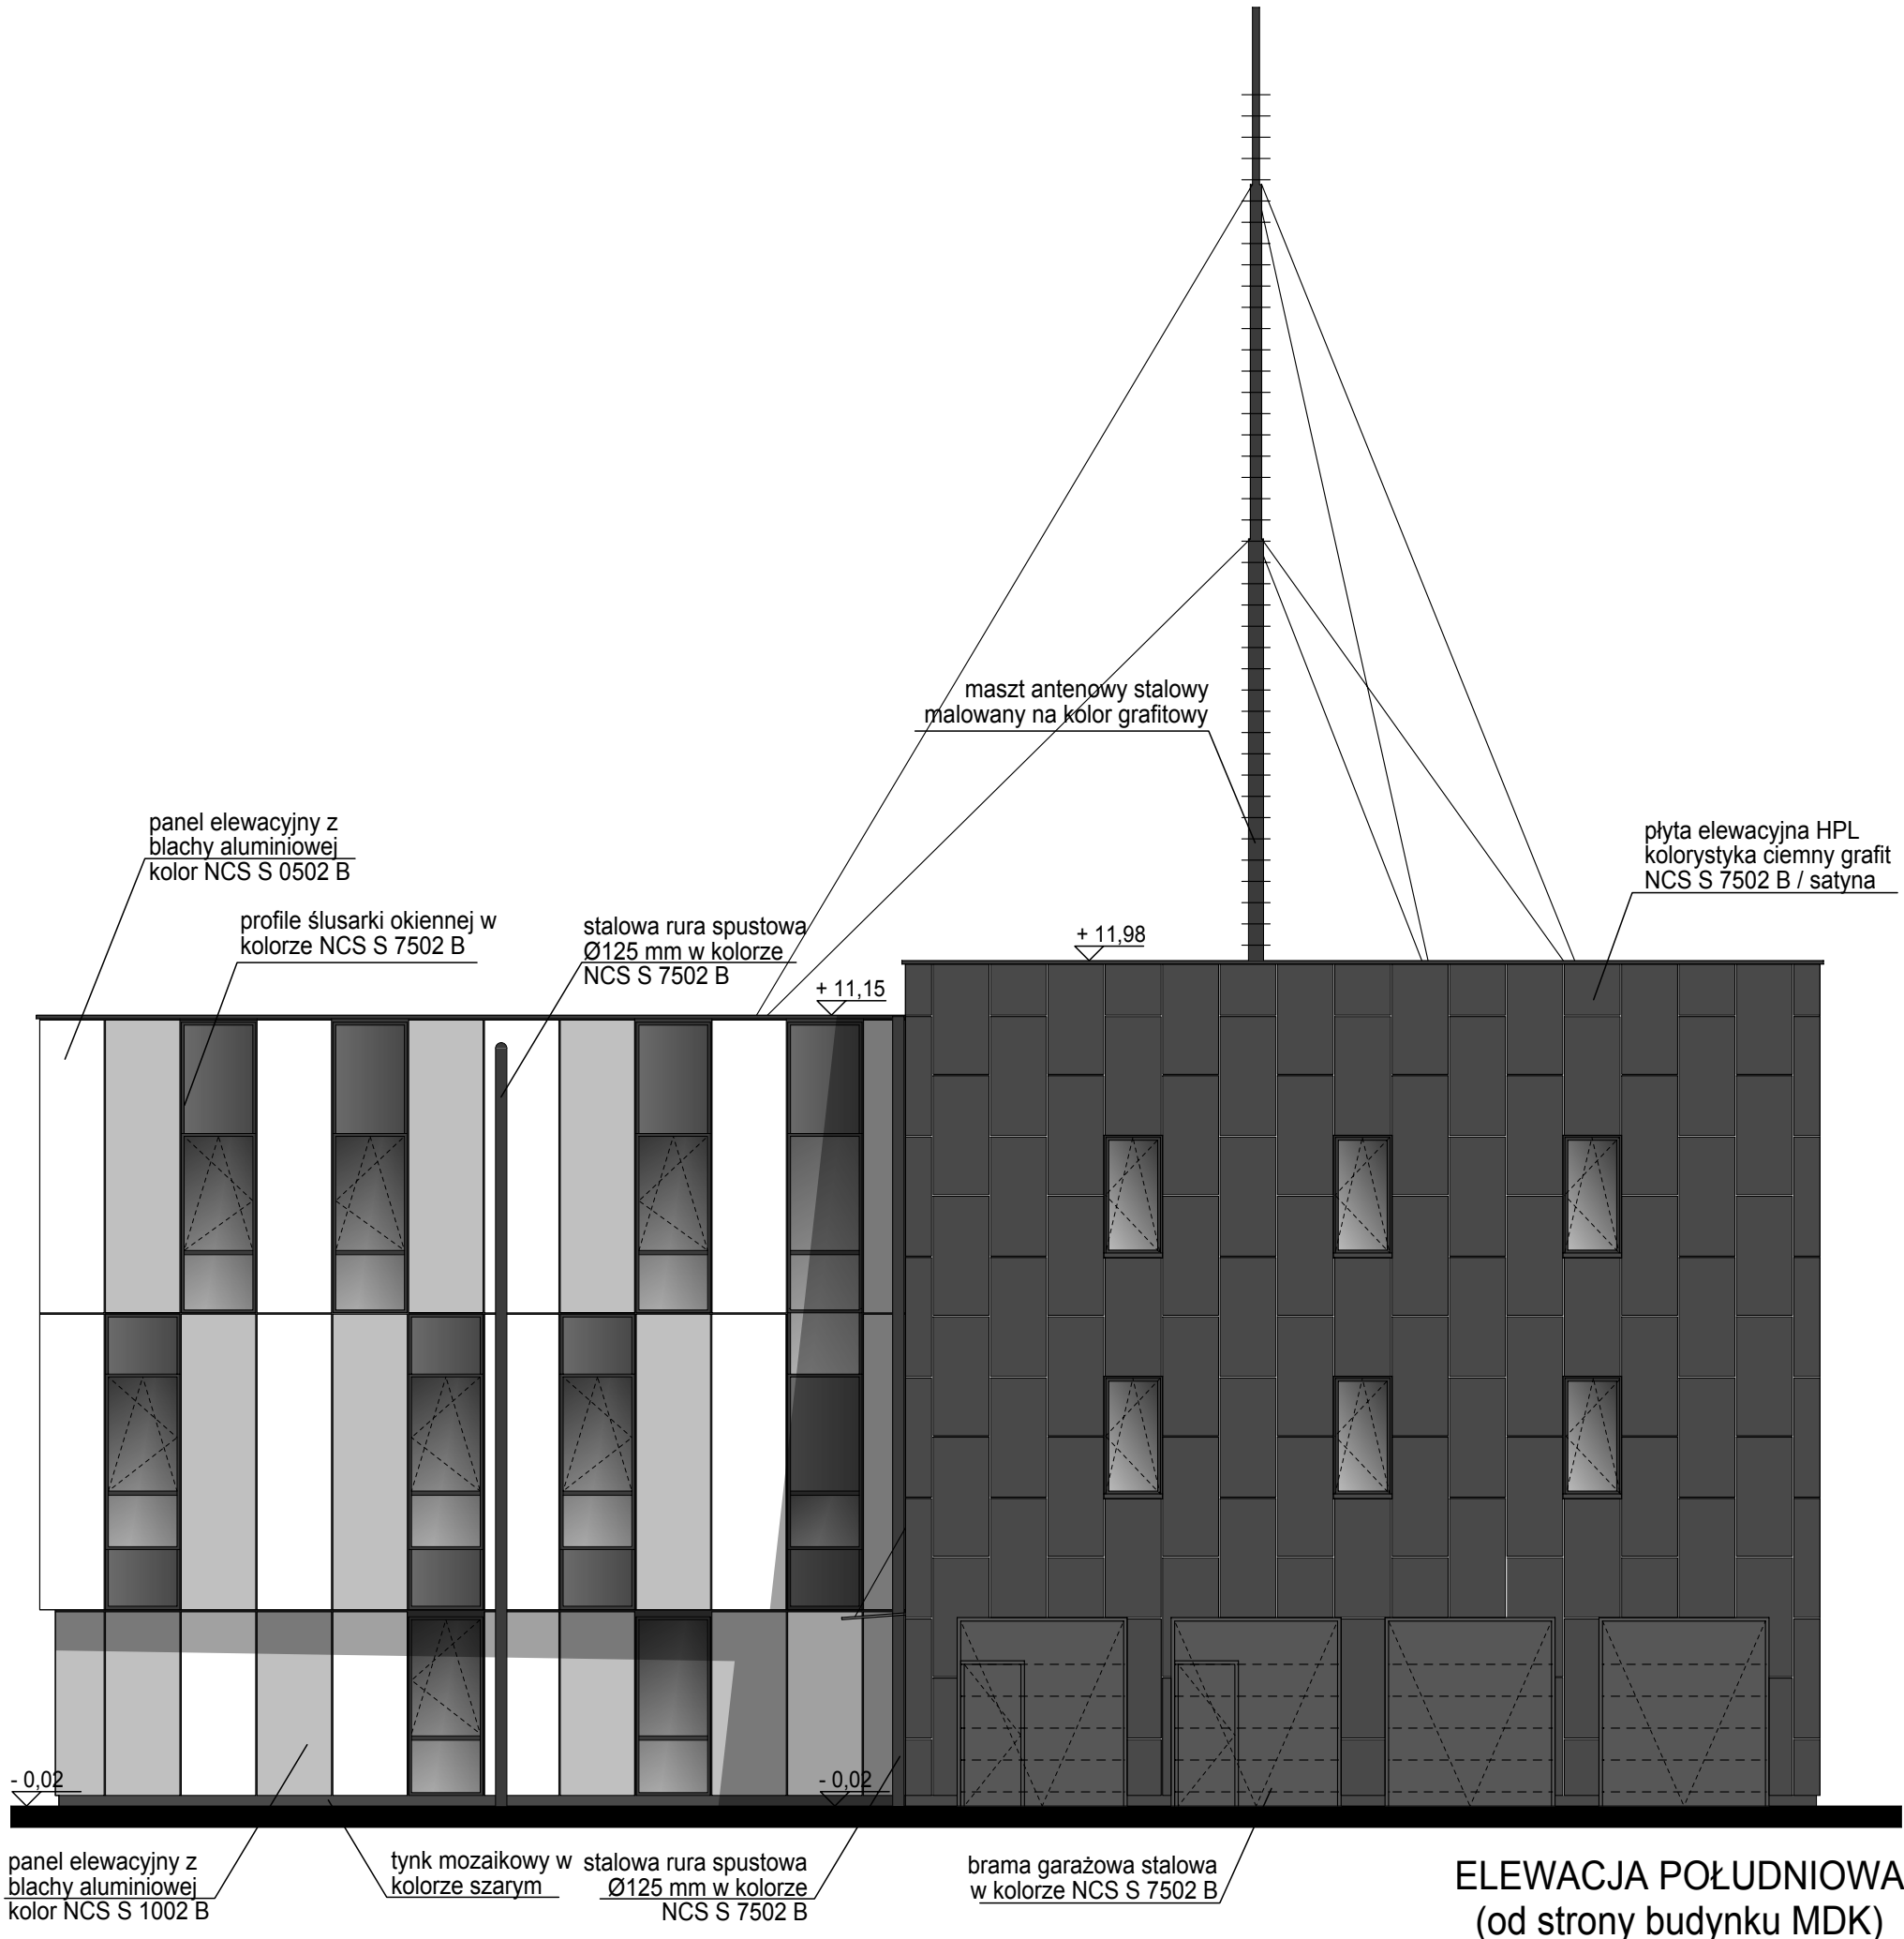 maszt antenowy stalowy
malowany na kolor grafitowy
panel elewacyjny z
blachy aluminiowej
kolor NCS S 0502 B
płyta elewacyjna HPL
kolorystyka ciemny grafit
NCS S 7502 B / satyna
profile ślusarki okiennej w
kolorze NCS S 7502 B
stalowa rura spustowa
Ø125 mm w kolorze
NCS S 7502 B
+ 11,98
+ 11,15
- 0,02
- 0,02
panel elewacyjny z
blachy aluminiowej
kolor NCS S 1002 B
tynk mozaikowy w
kolorze szarym
stalowa rura spustowa
Ø125 mm w kolorze
NCS S 7502 B
brama garażowa stalowa
w kolorze NCS S 7502 B
ELEWACJA POŁUDNIOWA
(od strony budynku MDK)